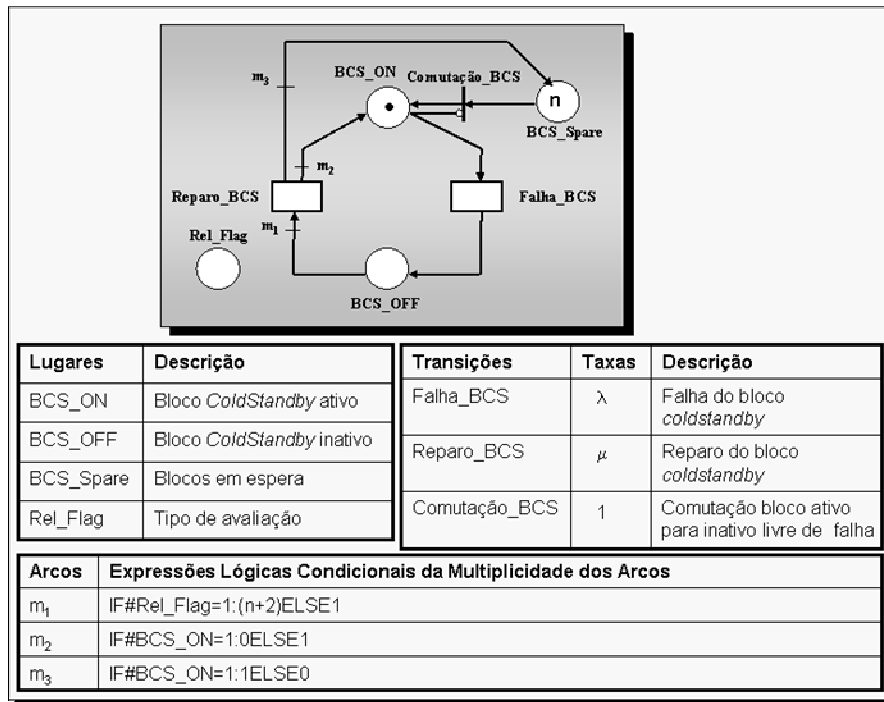 m3
BCS_ON
Comutação_BCS
n
BCS_Spare
m2
Reparo_BCS
Falha_BCS
Rel_Flag
m1
BCS_OFF
Lugares Descrição
BCS_ON Bloco ColdStandby ativo
BCS_OFF Bloco ColdStandby inativo
BCS_Spare Blocos em espera
Rel_Flag Tipo de avaliação
Transições Taxas Descrição
Falha_BCS λ Falha do bloco
coldstandby
Reparo_BCS μ Reparo do bloco
coldstandby
Comutação_BCS 1 Comutação bloco ativo
para inativo livre de falha
Arcos Expressões Lógicas Condicionais da Multiplicidade dos Arcos
m1 IF#Rel_Flag=1:(n+2)ELSE1
m2 IF#BCS_ON=1:0ELSE1
m3 IF#BCS_ON=1:1ELSE0